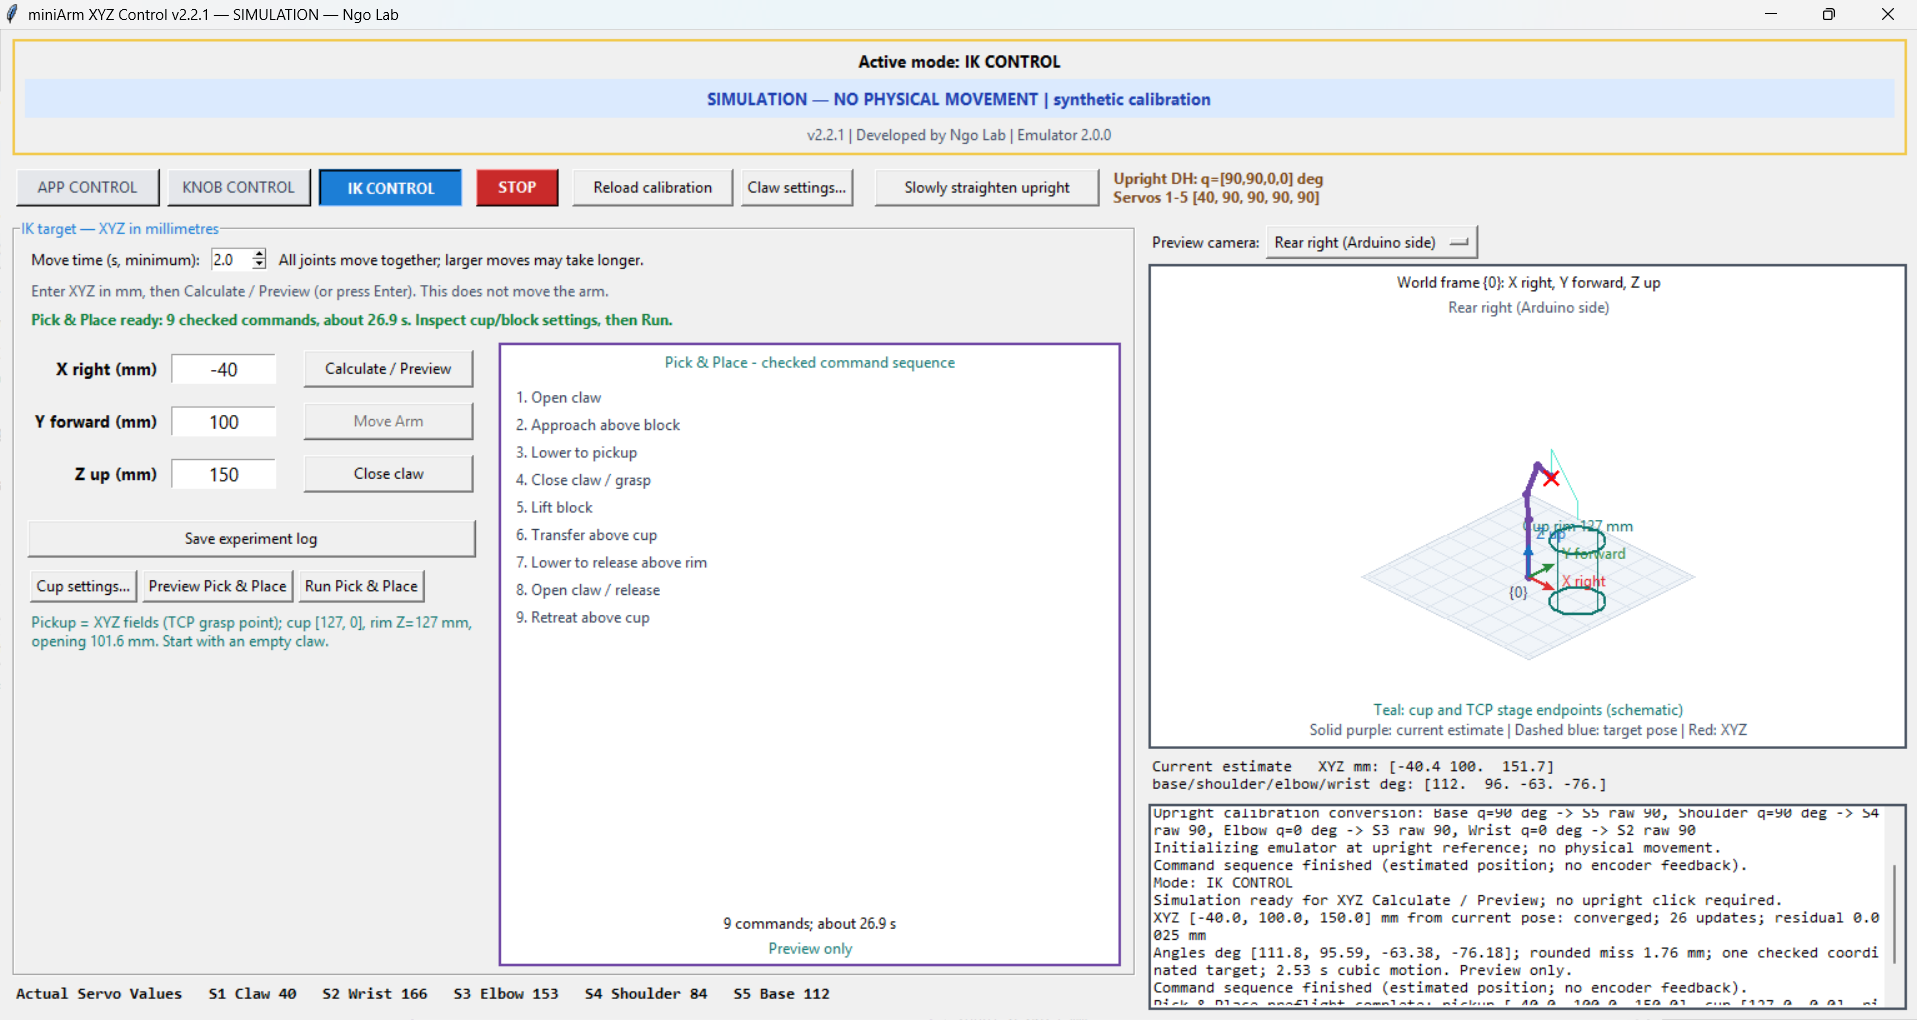 miniArm XYZ Control v2.2.1 — SIMULATION — Ngo Lab
Active mode: IK CONTROL
SIMULATION — NO PHYSICAL MOVEMENT | synthetic calibration
v2.2.1 | Developed by Ngo Lab | Emulator 2.0.0
APP CONTROL
KNOB CONTROL
IK CONTROL
STOP
Reload calibration
Claw settings...
Slowly straighten upright
Upright DH: q=[90,90,0,0] deg
Servos 1-5 [40, 90, 90, 90, 90]
IK target — XYZ in millimetres
Move time (s, minimum): 2.0 All joints move together; larger moves may take longer.
Enter XYZ in mm, then Calculate / Preview (or press Enter). This does not move the arm.
Pick & Place ready: 9 checked commands, about 26.9 s. Inspect cup/block settings, then Run.
X right (mm) -40 Calculate / Preview
Y forward (mm) 100 Move Arm
Z up (mm) 150 Close claw
Save experiment log
Cup settings... Preview Pick & Place Run Pick & Place
Pickup = XYZ fields (TCP grasp point); cup [127, 0], rim Z=127 mm,
opening 101.6 mm. Start with an empty claw.
Pick & Place - checked command sequence
1. Open claw
2. Approach above block
3. Lower to pickup
4. Close claw / grasp
5. Lift block
6. Transfer above cup
7. Lower to release above rim
8. Open claw / release
9. Retreat above cup
9 commands; about 26.9 s
Preview only
Preview camera: Rear right (Arduino side)
World frame {0}: X right, Y forward, Z up
Rear right (Arduino side)
Cup rim 127 mm
Z up
Y forward
X right
{0}
Teal: cup and TCP stage endpoints (schematic)
Solid purple: current estimate | Dashed blue: target pose | Red: XYZ
Current estimate XYZ mm: [-40.4 100. 151.7]
base/shoulder/elbow/wrist deg: [112. 96. -63. -76.]
Upright calibration conversion: Base q=90 deg -> S5 raw 90, Shoulder q=90 deg -> S4
raw 90, Elbow q=0 deg -> S3 raw 90, Wrist q=0 deg -> S2 raw 90
Initializing emulator at upright reference; no physical movement.
Command sequence finished (estimated position; no encoder feedback).
Mode: IK CONTROL
Simulation ready for XYZ Calculate / Preview; no upright click required.
XYZ [-40.0, 100.0, 150.0] mm from current pose: converged; 26 updates; residual 0.0
025 mm
Angles deg [111.8, 95.59, -63.38, -76.18]; rounded miss 1.76 mm; one checked coordi
nated target; 2.53 s cubic motion. Preview only.
Command sequence finished (estimated position; no encoder feedback).
Pick & Place preflight complete: pickup [-40.0, 100.0, 150.0], cup [127.0, 0.0], ri
Actual Servo Values S1 Claw 40 S2 Wrist 166 S3 Elbow 153 S4 Shoulder 84 S5 Base 112